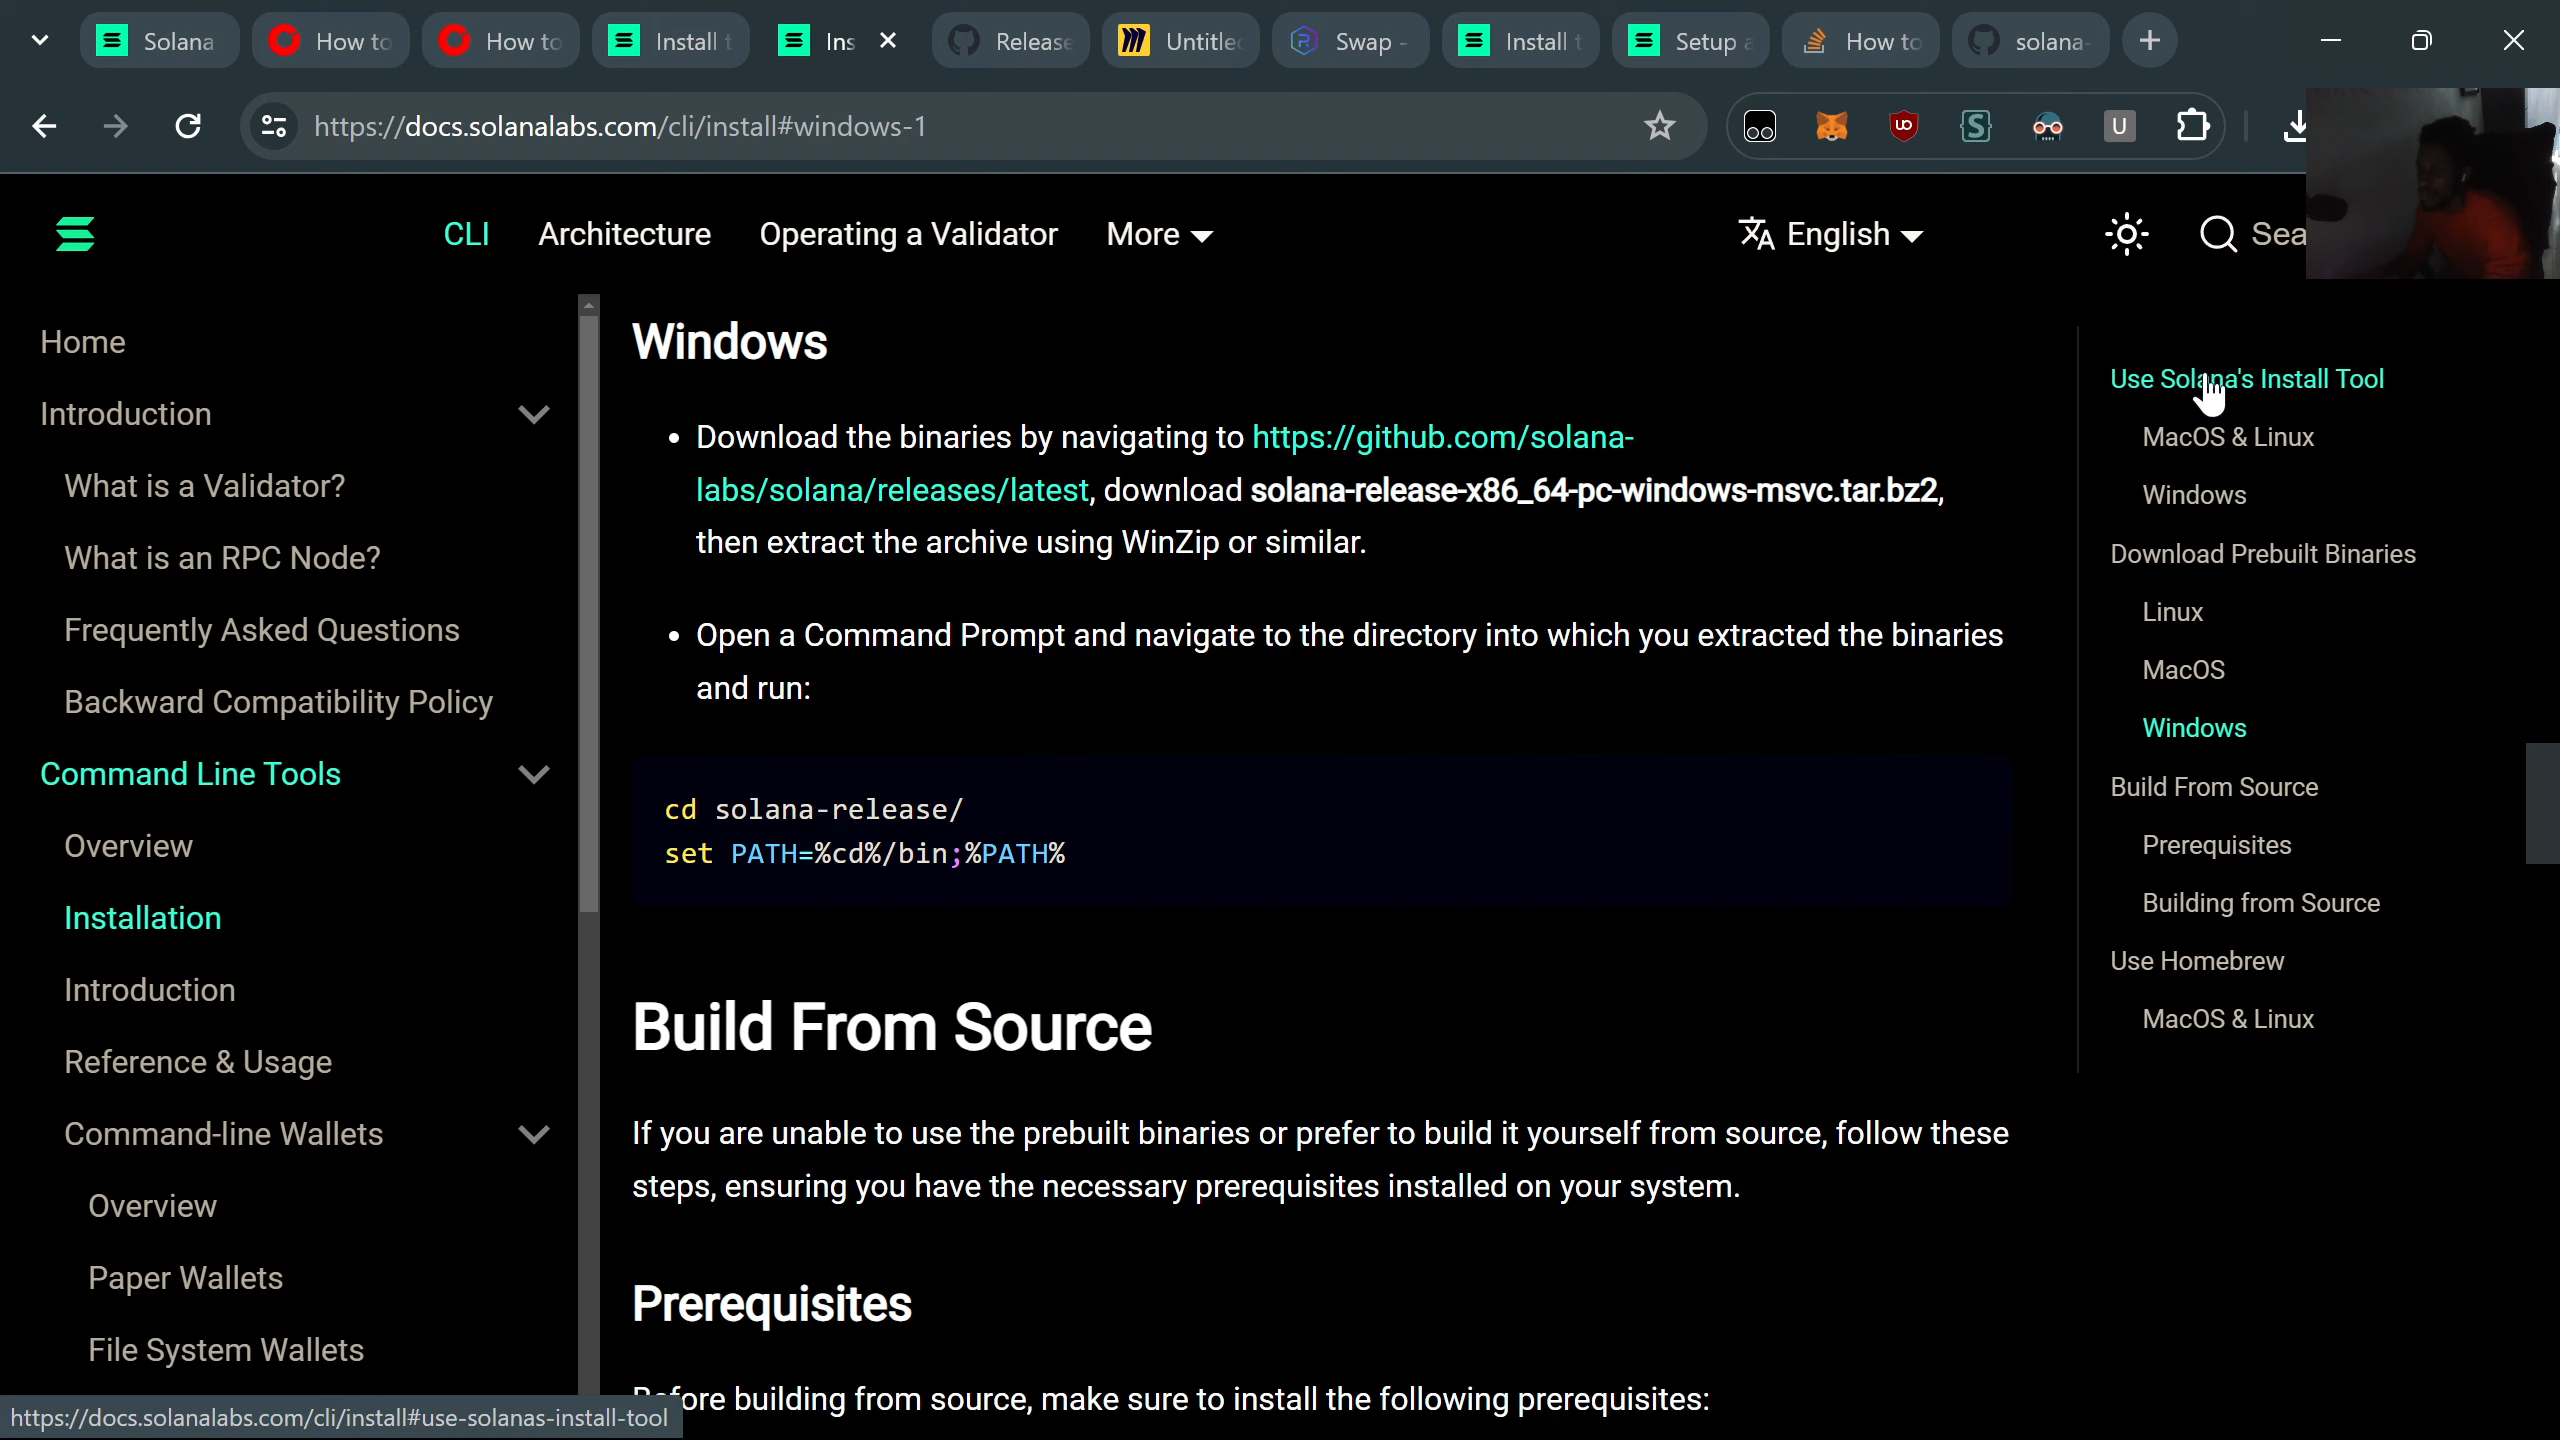 Solana
How to
How to
Install t
Ins
Release
Untitle
Swap -
Install t
Setup a
How to
solana-
https://docs.solanalabs.com/cli/install#windows-1
U
CLI
Architecture
Operating a Validator
More
English
Sea
Home
Introduction
What is a Validator?
What is an RPC Node?
Frequently Asked Questions
Backward Compatibility Policy
Command Line Tools
Overview
Installation
Introduction
Reference & Usage
Command-line Wallets
Overview
Paper Wallets
File System Wallets
Windows
Download the binaries by navigating to https://github.com/solana-
labs/solana/releases/latest, download solana-release-x86_64-pc-windows-msvc.tar.bz2,
then extract the archive using WinZip or similar.
Open a Command Prompt and navigate to the directory into which you extracted the binaries
and run:
cd solana-release/
set PATH=%cd%/bin;%PATH%
Build From Source
If you are unable to use the prebuilt binaries or prefer to build it yourself from source, follow these
steps, ensuring you have the necessary prerequisites installed on your system.
Prerequisites
Before building from source, make sure to install the following prerequisites:
Use Solana's Install Tool
MacOS & Linux
Windows
Download Prebuilt Binaries
Linux
MacOS
Windows
Build From Source
Prerequisites
Building from Source
Use Homebrew
MacOS & Linux
https://docs.solanalabs.com/cli/install#use-solanas-install-tool